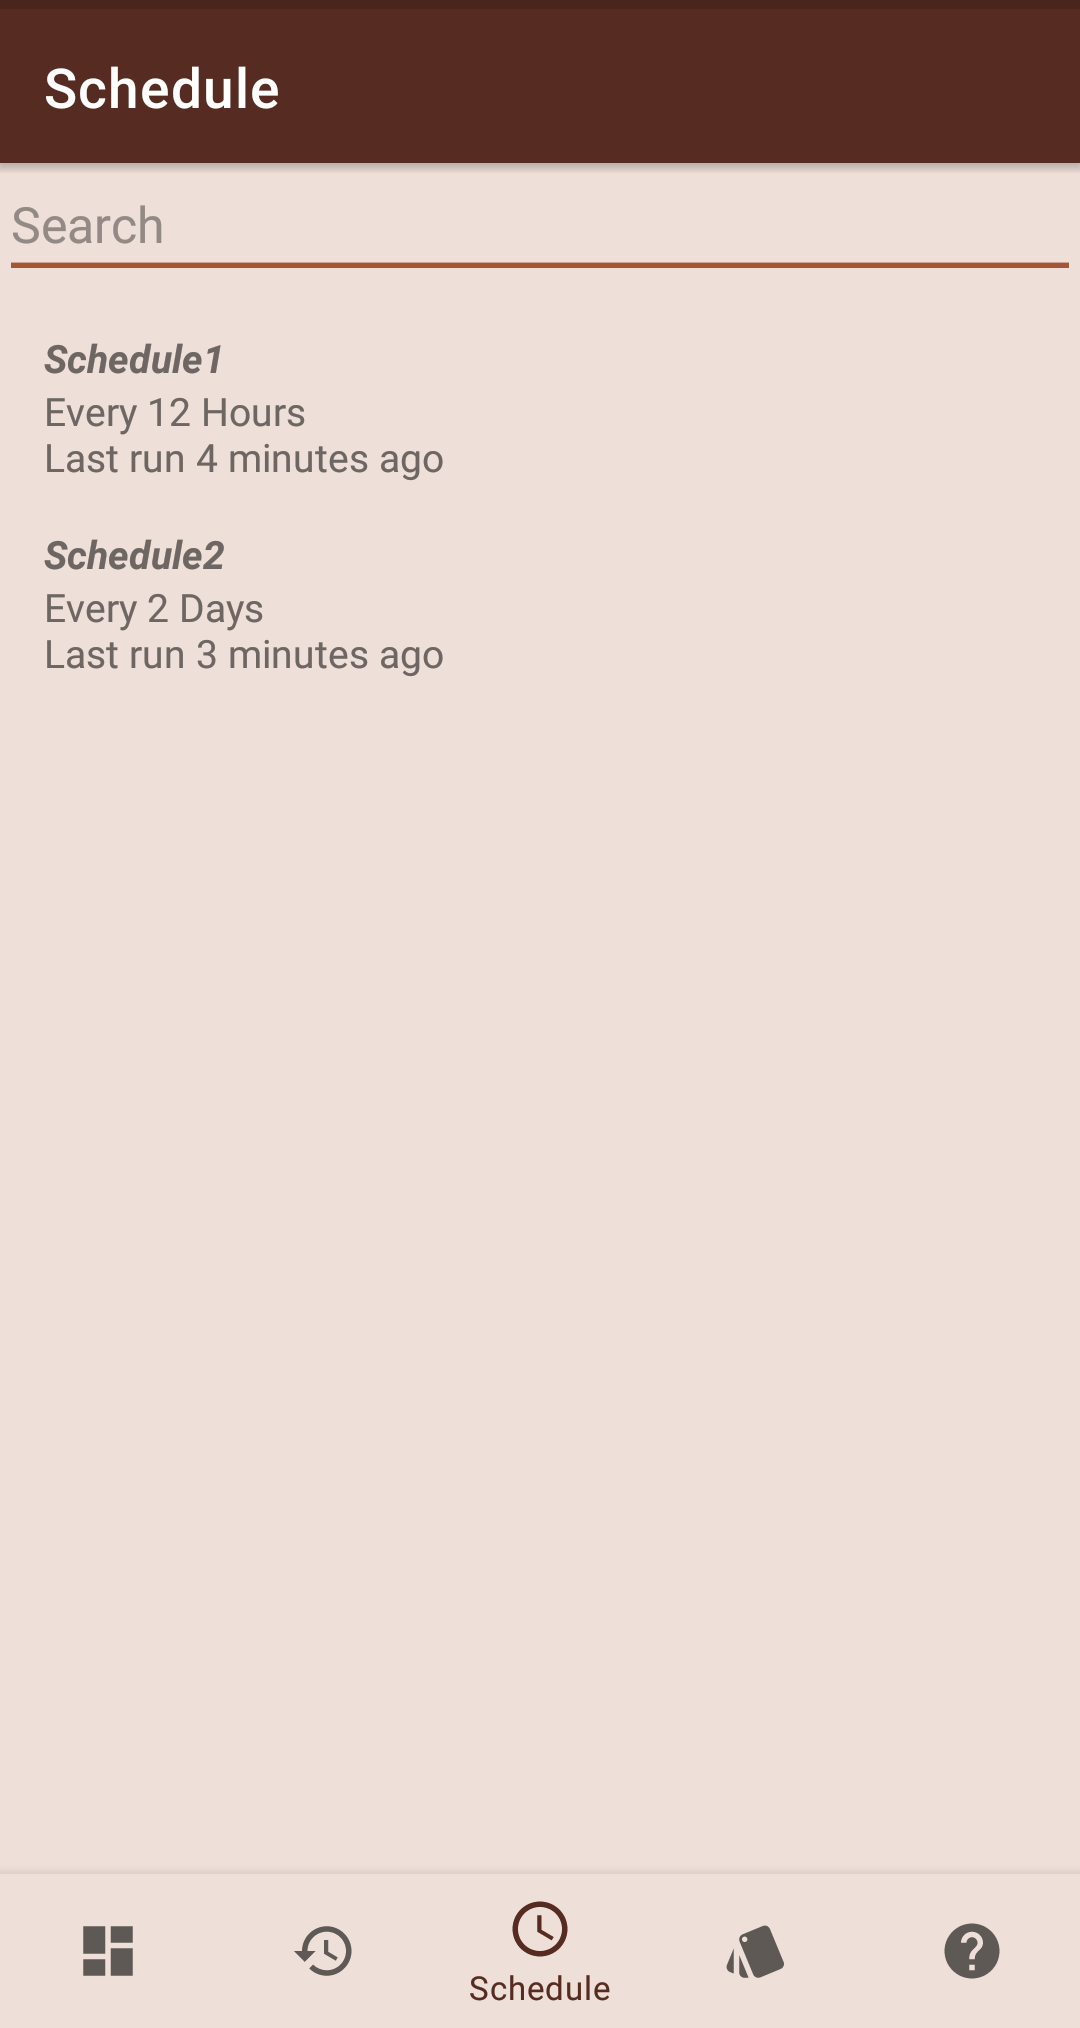 Schedule
Search
Schedule1
Every 12 Hours
Last run 4 minutes ago
Schedule2
Every 2 Days
Last run 3 minutes ago
Schedule